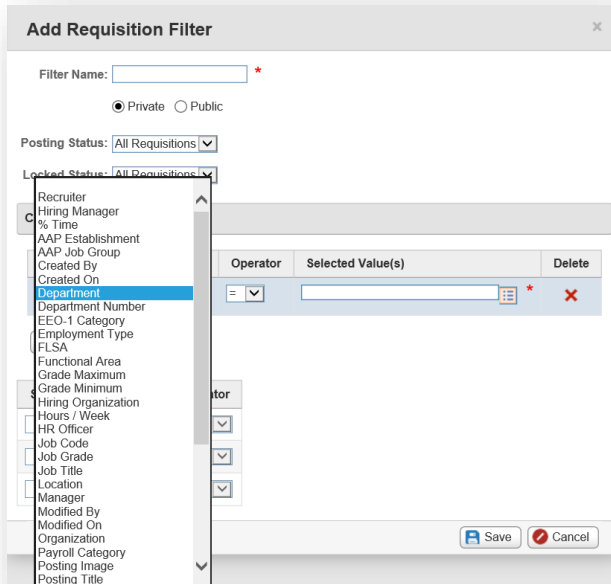 Add Requisition Filter ×
Filter Name: *
Private Public
Posting Status: All Requisitions
Locked Status: All Requisitions
Recruiter
Hiring Manager
% Time
AAP Establishment
AAP Job Group
Created By
Created On
Department
Department Number
EEO-1 Category
Employment Type
FLSA
Functional Area
Grade Maximum
Grade Minimum
Hiring Organization
Hours / Week
HR Officer
Job Code
Job Grade
Job Title
Location
Manager
Modified By
Modified On
Organization
Payroll Category
Posting Image
Posting Title
Operator Selected Value(s) Delete
= *
Save Cancel